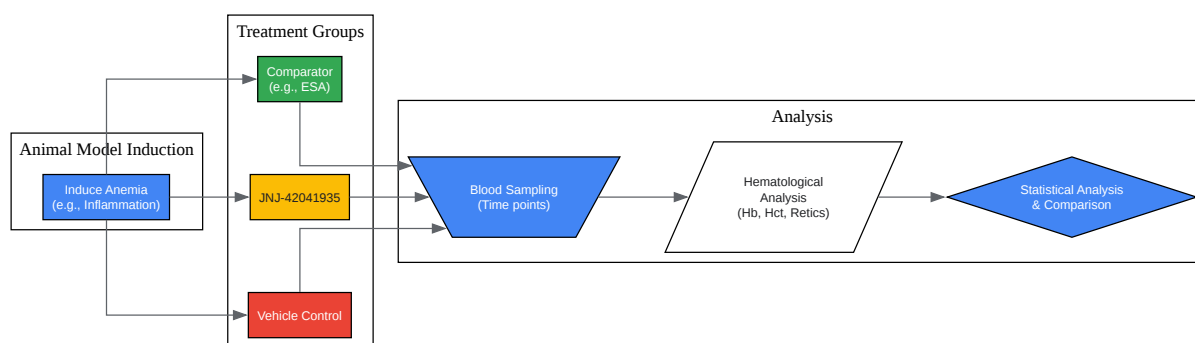 Animal Model Induction
Induce Anemia
(e.g., Inflammation)
Treatment Groups
Comparator
(e.g., ESA)
JNJ-42041935
Vehicle Control
Analysis
Blood Sampling
(Time points)
Hematological
Analysis
(Hb, Hct, Retics)
Statistical Analysis
& Comparison